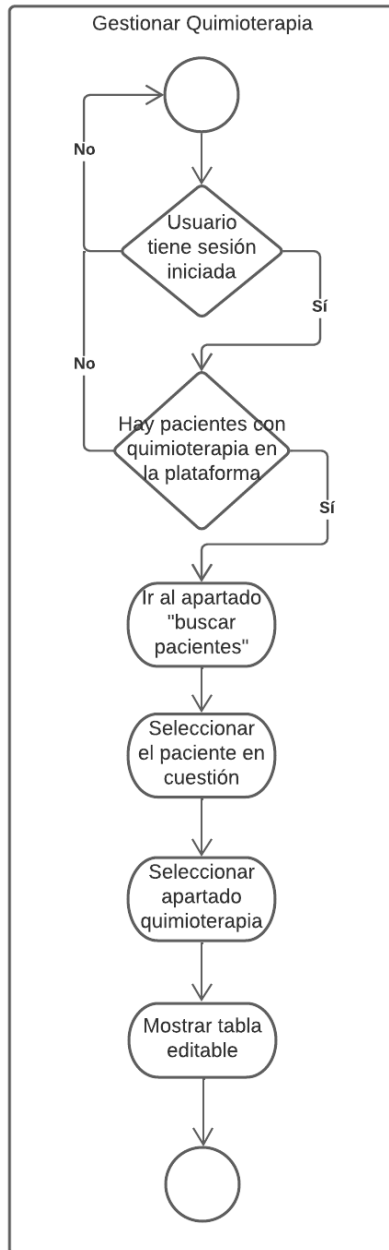 Gestionar Quimioterapia
No
Usuario
tiene sesión
iniciada
Sí
No
Hay pacientes con
quimioterapia en
la plataforma
Sí
Ir al apartado
"buscar
pacientes"
Seleccionar
el paciente en
cuestión
Seleccionar
apartado
quimioterapia
Mostrar tabla
editable